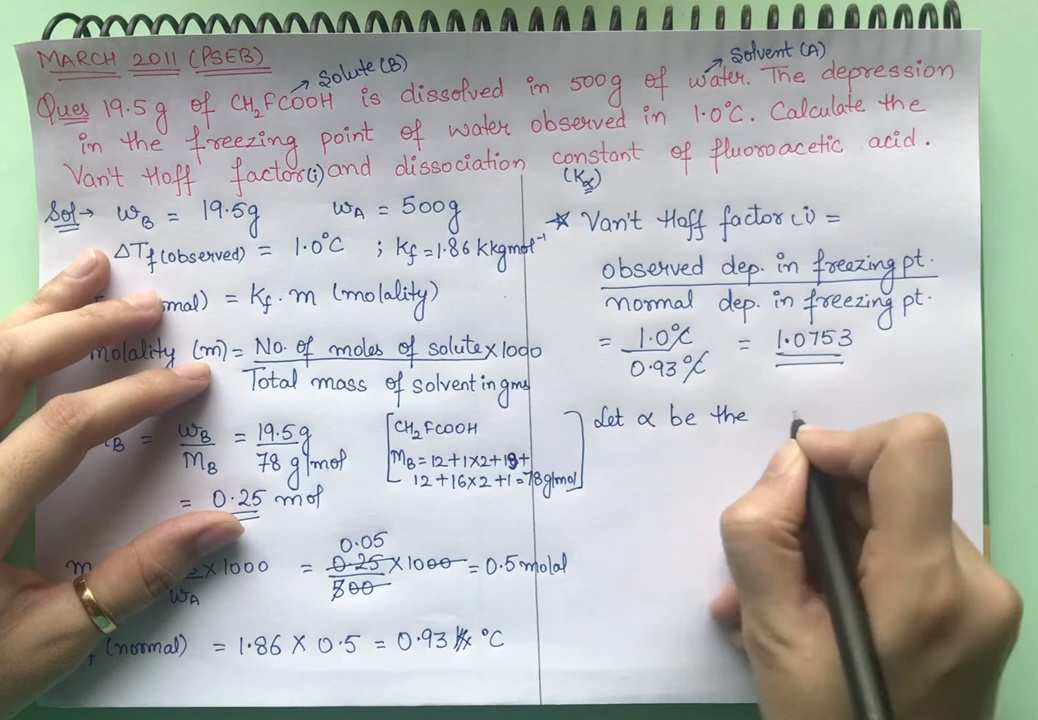 MARCH 2011 (PSEB)
→ Solute (B)
→ Solvent (A)
Ques 19.5 g of CH₂FCOOH is dissolved in 500g of water. The depression
in the freezing point of water observed in 1.0°C. Calculate the
Van't Hoff factor(i) and dissociation constant of fluoroacetic acid.
(Kα)
Sol→ wB = 19.5g wA = 500g
ΔTf (observed) = 1.0°C ; Kf = 1.86 K kg mol⁻¹
mal) = Kf . m (molality)
molality (m) = No. of moles of solute × 1000
Total mass of solvent in gms
B = wB / MB = 19.5g / 78 g/mol
= 0.25 mol
[CH₂FCOOH
MB = 12+1×2+19+
12+16×2+1 = 78g/mol]
m × 1000 / wA = 0.25 × 1000 / 500 = 0.5 molal
0.05
(normal) = 1.86 × 0.5 = 0.93 °C
* Van't Hoff factor (i) =
observed dep. in freezing pt.
normal dep. in freezing pt.
= 1.0°C / 0.93°C = 1.0753
Let α be the